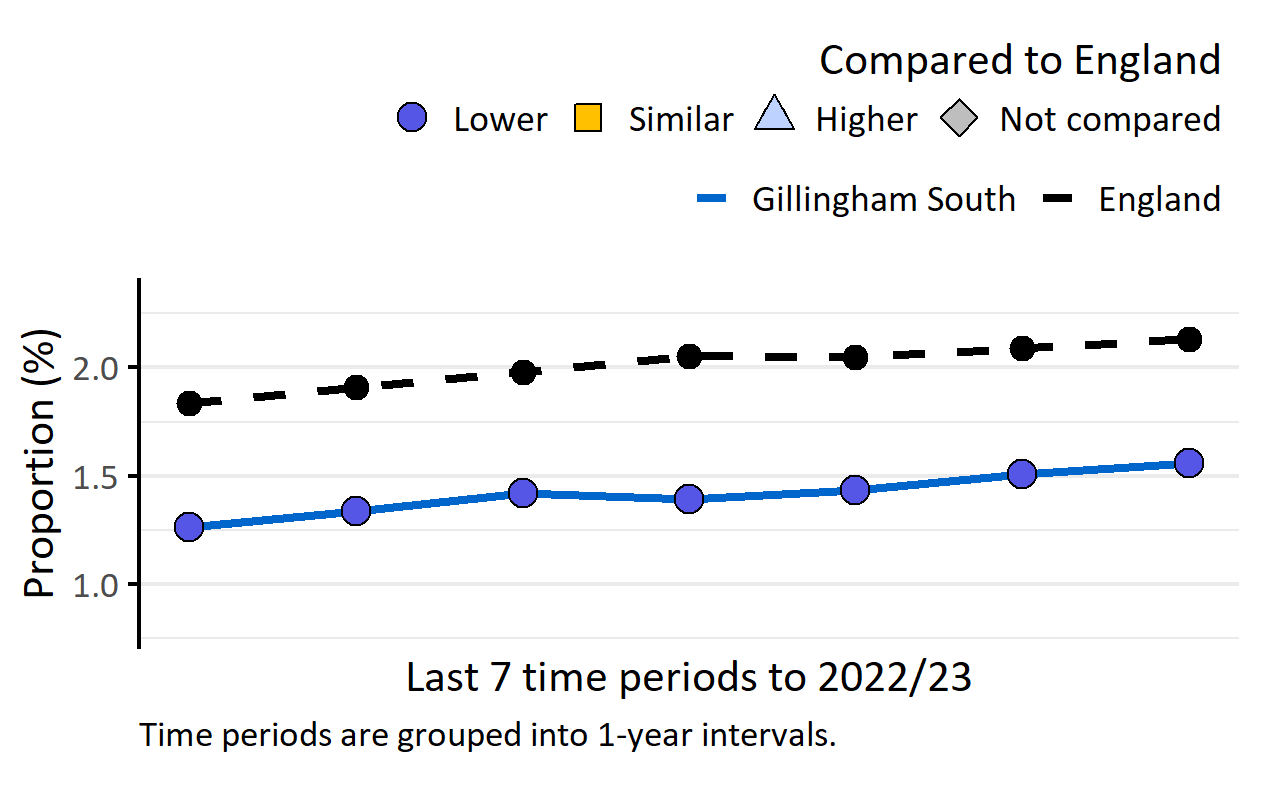 Compared to England
Lower Similar Higher Not compared
Gillingham South England
Proportion (%)
2.0
1.5
1.0
Last 7 time periods to 2022/23
Time periods are grouped into 1-year intervals.